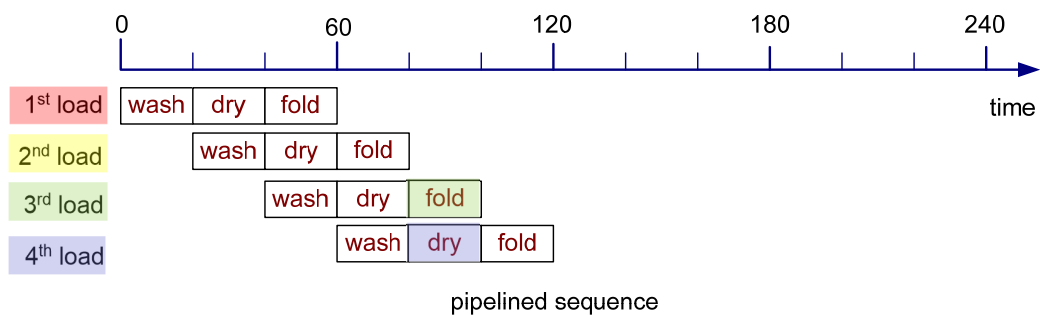 0 60 120 180 240
time
1st load wash dry fold
2nd load wash dry fold
3rd load wash dry fold
4th load wash dry fold
pipelined sequence